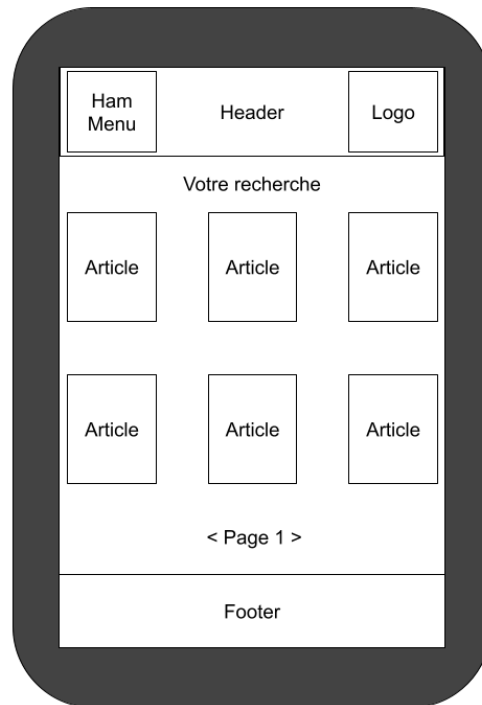 Ham
Menu
Header
Logo
Votre recherche
Article
Article
Article
Article
Article
Article
< Page 1 >
Footer